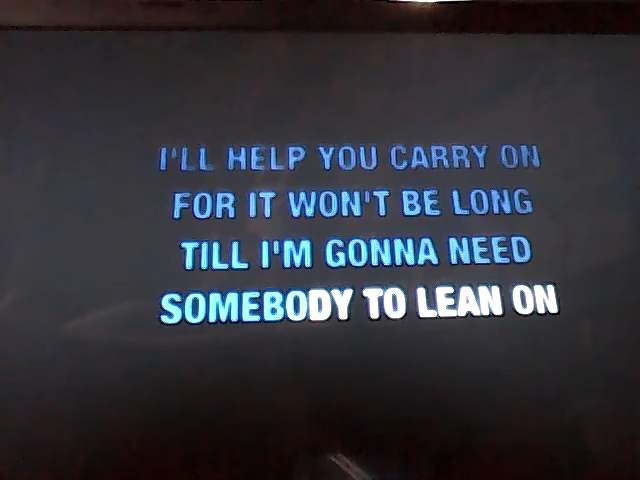 I'LL HELP YOU CARRY ON
FOR IT WON'T BE LONG
TILL I'M GONNA NEED
SOMEBODY TO LEAN ON